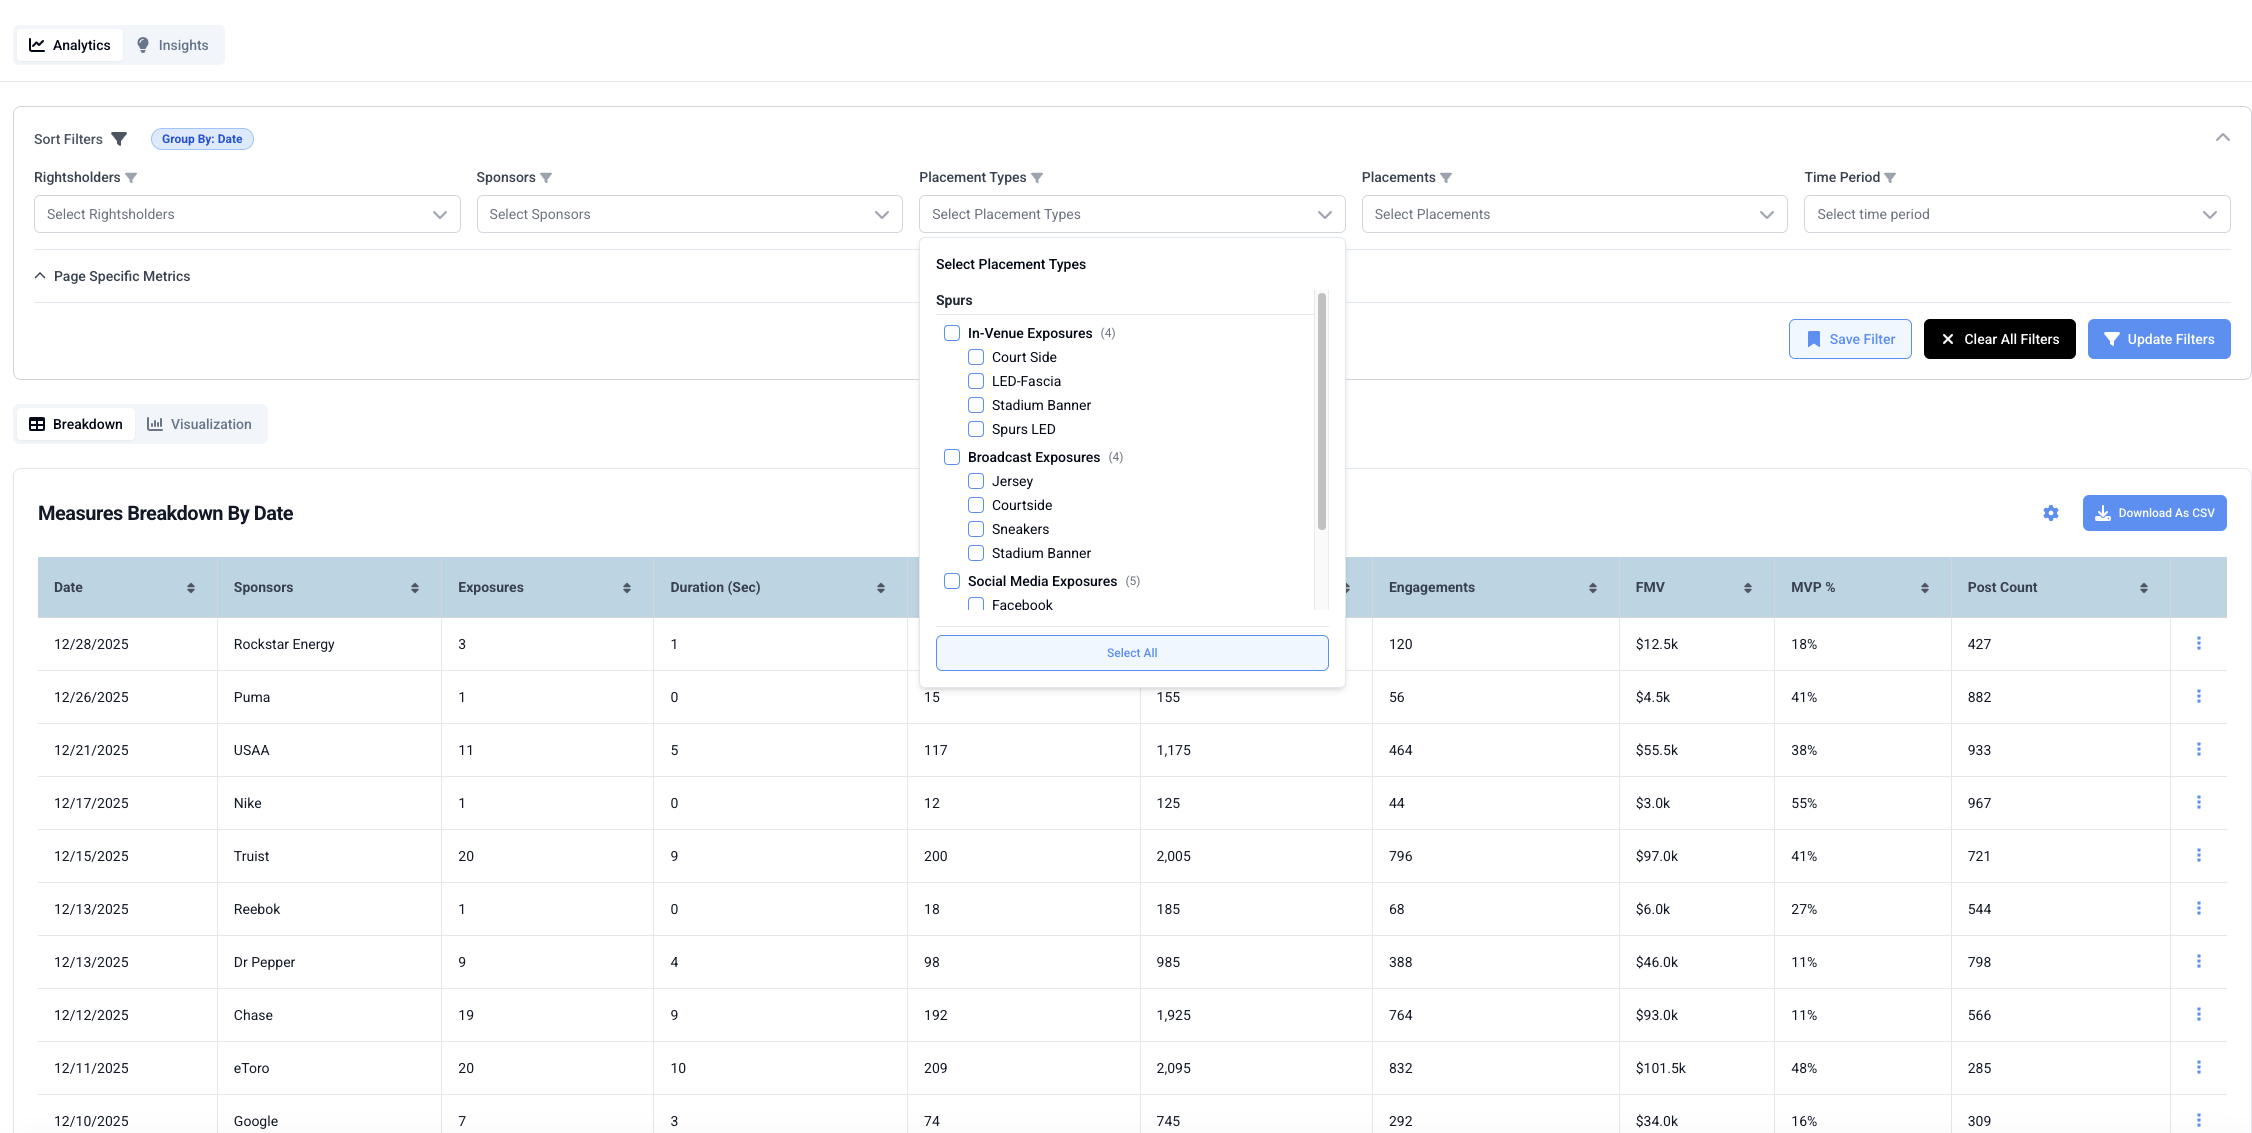 Analytics Insights
Sort Filters Group By: Date
Rightsholders Sponsors Placement Types Placements Time Period
Select Rightsholders Select Sponsors Select Placement Types Select Placements Select time period
Page Specific Metrics
Select Placement Types
Spurs
In-Venue Exposures (4)
Court Side
LED-Fascia
Stadium Banner
Spurs LED
Broadcast Exposures (4)
Jersey
Courtside
Sneakers
Stadium Banner
Social Media Exposures (5)
Facebook
Select All
Save Filter Clear All Filters Update Filters
Breakdown Visualization
Measures Breakdown By Date Download As CSV
Date Sponsors Exposures Duration (Sec) Engagements FMV MVP % Post Count
12/28/2025 Rockstar Energy 3 1 120 $12.5k 18% 427
12/26/2025 Puma 1 0 15 155 56 $4.5k 41% 882
12/21/2025 USAA 11 5 117 1,175 464 $55.5k 38% 933
12/17/2025 Nike 1 0 12 125 44 $3.0k 55% 967
12/15/2025 Truist 20 9 200 2,005 796 $97.0k 41% 721
12/13/2025 Reebok 1 0 18 185 68 $6.0k 27% 544
12/13/2025 Dr Pepper 9 4 98 985 388 $46.0k 11% 798
12/12/2025 Chase 19 9 192 1,925 764 $93.0k 11% 566
12/11/2025 eToro 20 10 209 2,095 832 $101.5k 48% 285
12/10/2025 Google 7 3 74 745 292 $34.0k 16% 309